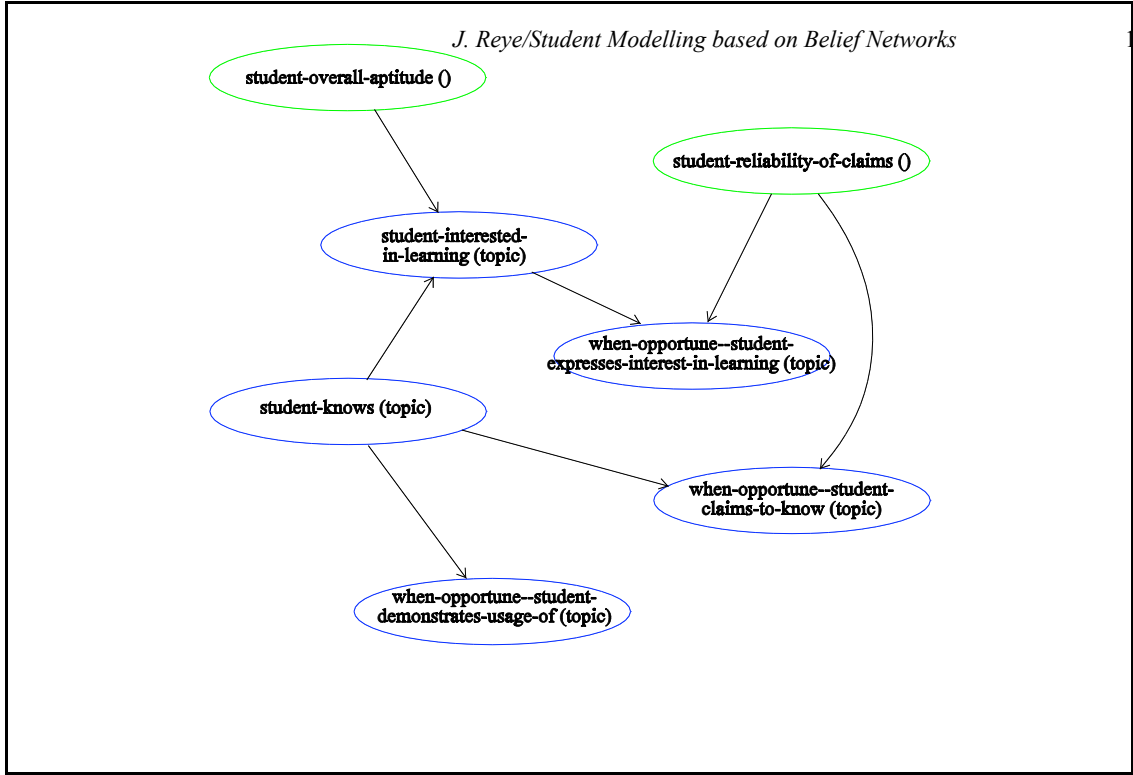 J. Reye/Student Modelling based on Belief Networks
student-overall-aptitude ()
student-reliability-of-claims ()
student-interested-
in-learning (topic)
when-opportune--student-
expresses-interest-in-learning (topic)
student-knows (topic)
when-opportune--student-
claims-to-know (topic)
when-opportune--student-
demonstrates-usage-of (topic)